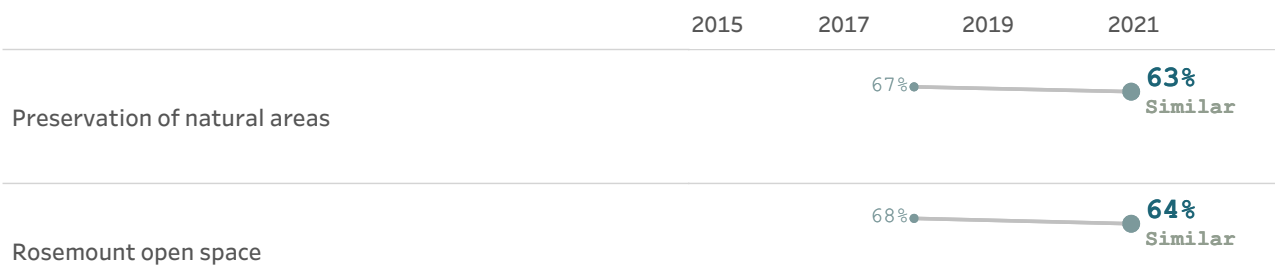 2015 2017 2019 2021
67% 63%
Similar
Preservation of natural areas
68% 64%
Similar
Rosemount open space